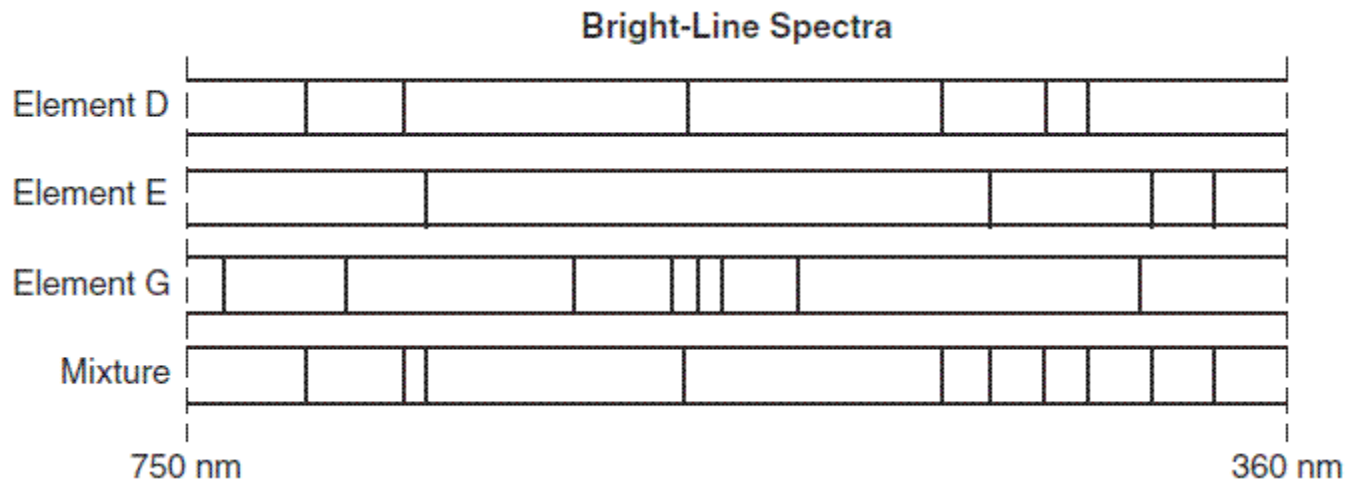 Bright-Line Spectra
Element D
Element E
Element G
Mixture
750 nm
360 nm